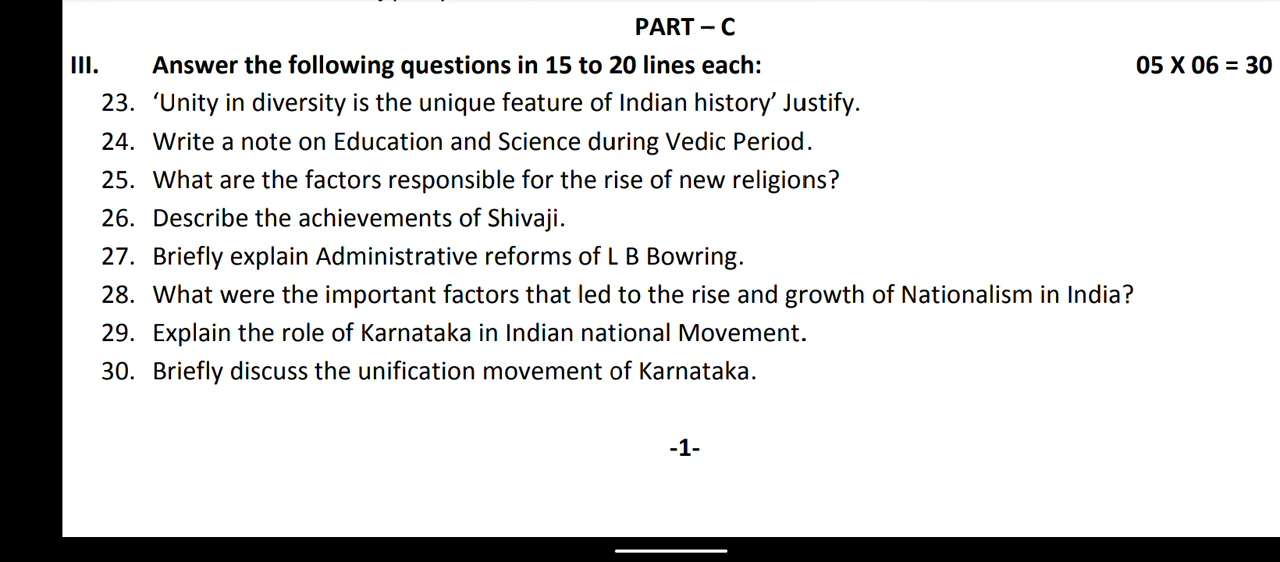 PART – C
III. Answer the following questions in 15 to 20 lines each: 05 X 06 = 30
23. ‘Unity in diversity is the unique feature of Indian history’ Justify.
24. Write a note on Education and Science during Vedic Period.
25. What are the factors responsible for the rise of new religions?
26. Describe the achievements of Shivaji.
27. Briefly explain Administrative reforms of L B Bowring.
28. What were the important factors that led to the rise and growth of Nationalism in India?
29. Explain the role of Karnataka in Indian national Movement.
30. Briefly discuss the unification movement of Karnataka.
-1-